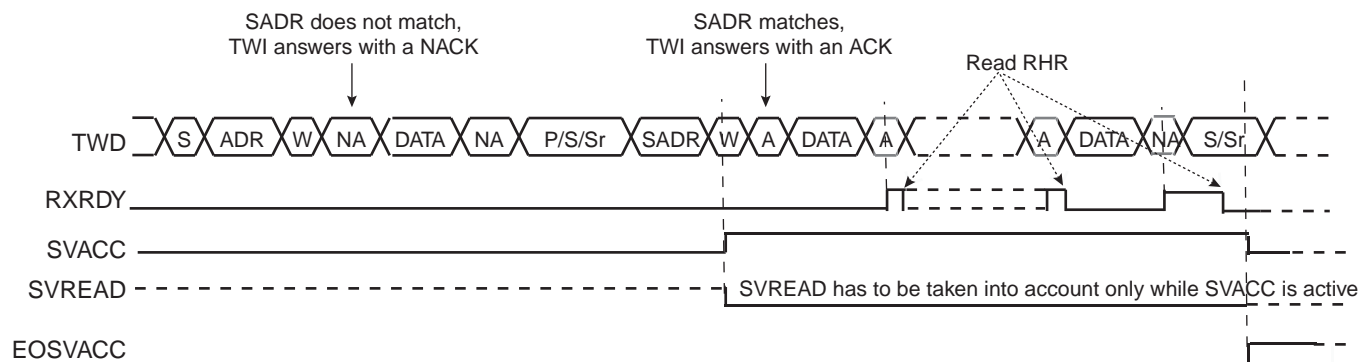 SADR does not match,
TWI answers with a NACK
SADR matches,
TWI answers with an ACK
Read RHR
TWD S ADR W NA DATA NA P/S/Sr SADR W A DATA A A DATA NA S/Sr
RXRDY
SVACC
SVREAD SVREAD has to be taken into account only while SVACC is active
EOSVACC